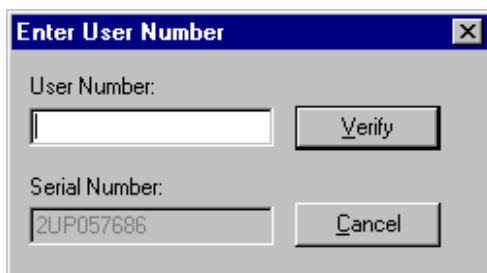 Enter User Number
User Number:
Verify
Serial Number:
2UP057686
Cancel